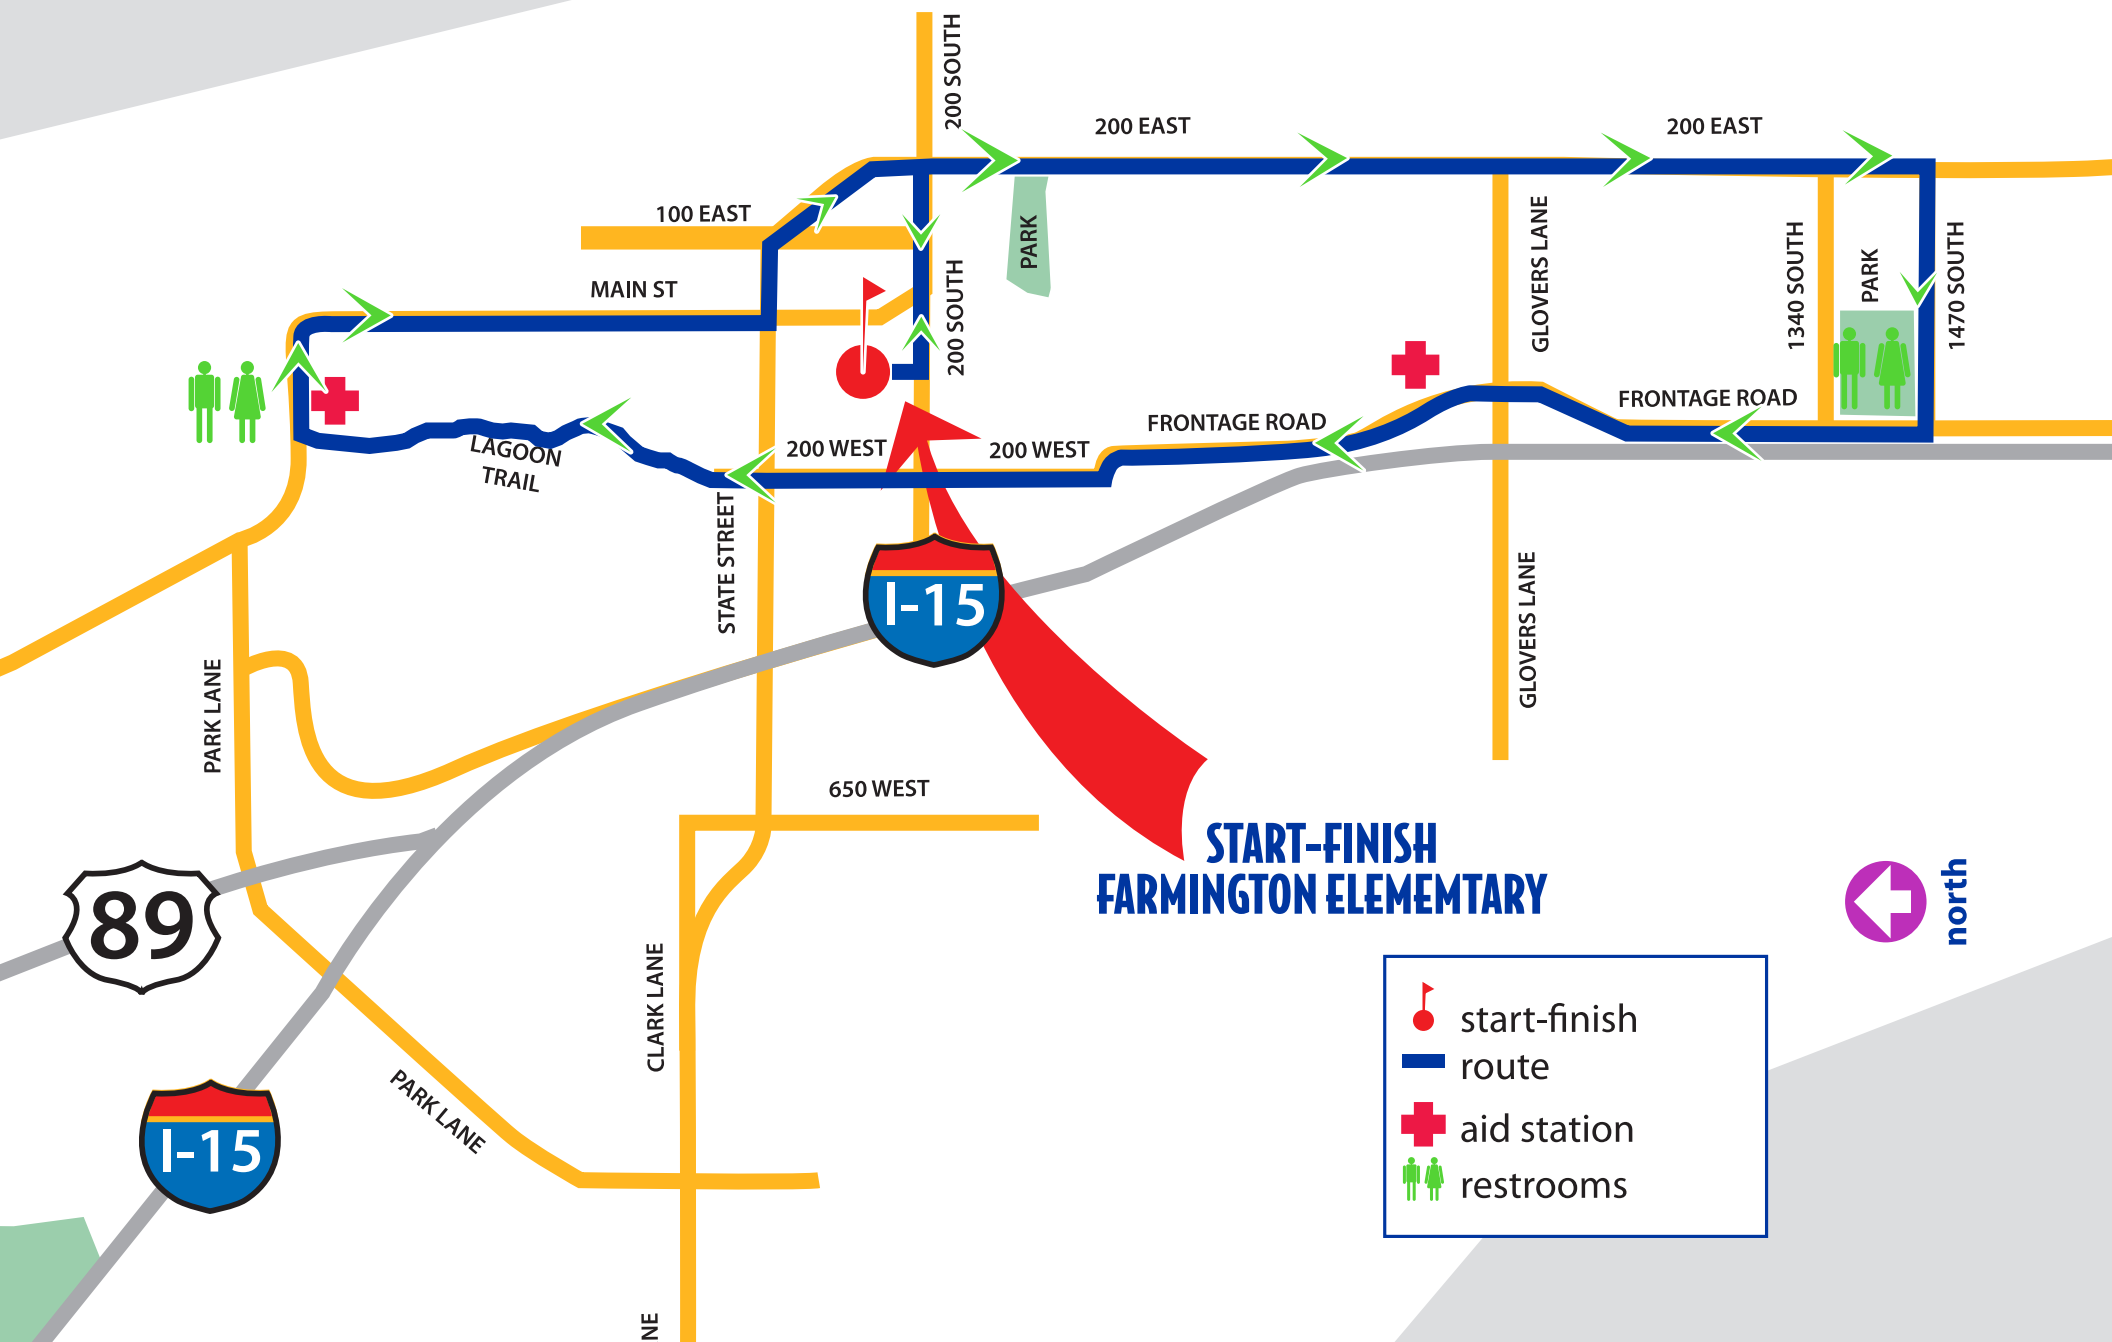 200 SOUTH
200 EAST
200 EAST
100 EAST
MAIN ST
200 SOUTH
PARK
GLOVERS LANE
1340 SOUTH
PARK
1470 SOUTH
FRONTAGE ROAD
FRONTAGE ROAD
200 WEST
200 WEST
LAGOON
TRAIL
STATE STREET
I-15
GLOVERS LANE
PARK LANE
650 WEST
START-FINISH
FARMINGTON ELEMEMTARY
89
north
CLARK LANE
PARK LANE
I-15
start-finish
route
aid station
restrooms
NE